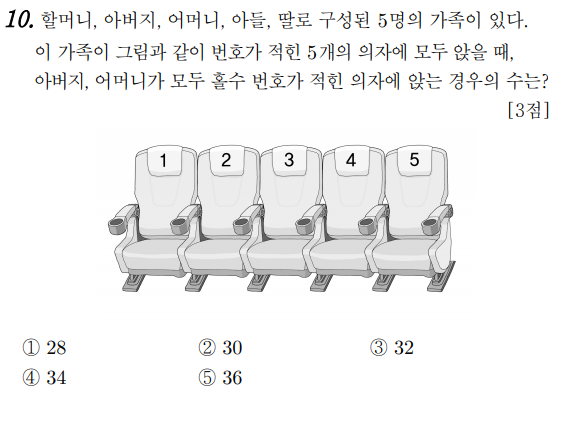 10. 할머니, 아버지, 어머니, 아들, 딸로 구성된 5명의 가족이 있다.
이 가족이 그림과 같이 번호가 적힌 5개의 의자에 모두 앉을 때,
아버지, 어머니가 모두 홀수 번호가 적힌 의자에 앉는 경우의 수는?
[3점]
1 2 3 4 5
① 28 ② 30 ③ 32
④ 34 ⑤ 36